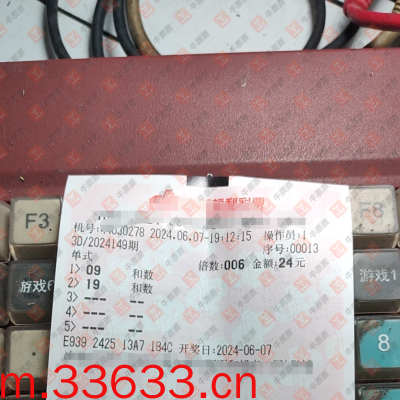 福利彩票
F3
F8
机号:44030278 2024.06.07-19:12:15 操作员:1
3D/2024149期 序号:00013
单式
1> 09 和数 倍数:006 金额:24元
2> 19 和数
3> --- ---
4> --- ---
5> --- ---
游戏6
游戏1
8
E939 2425 13A7 184C 开奖日:2024-06-07
m.33633.cn